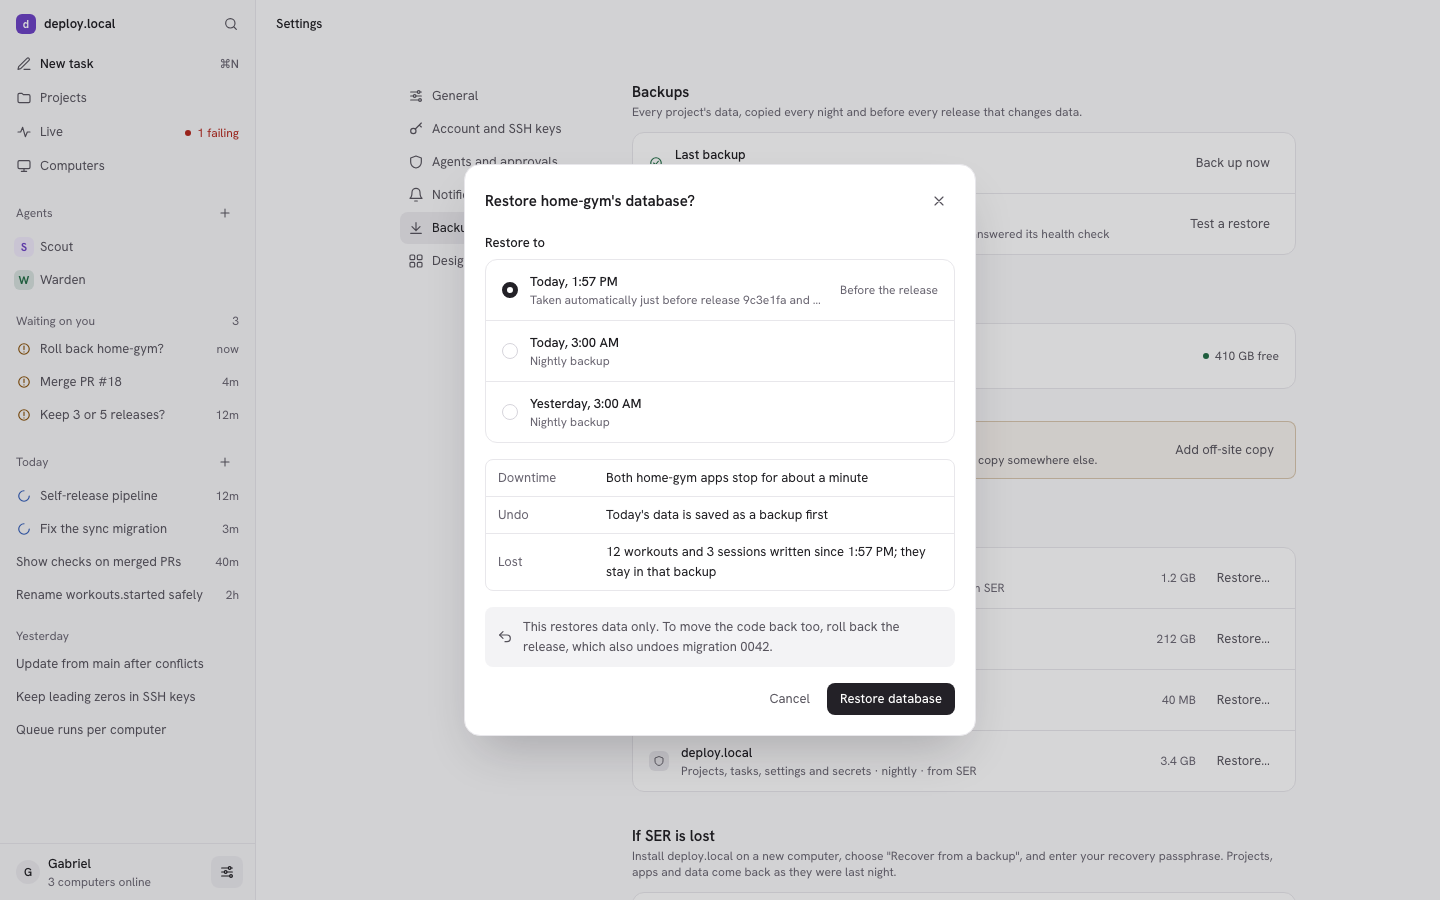 d deploy.local
New task ⌘N
Projects
Live 1 failing
Computers
Agents
S Scout
W Warden
Waiting on you 3
Roll back home-gym? now
Merge PR #18 4m
Keep 3 or 5 releases? 12m
Today
Self-release pipeline 12m
Fix the sync migration 3m
Show checks on merged PRs 40m
Rename workouts.started safely 2h
Yesterday
Update from main after conflicts
Keep leading zeros in SSH keys
Queue runs per computer
G Gabriel
3 computers online
Settings
General
Account and SSH keys
Agents and approvals
Backups
Every project's data, copied every night and before every release that changes data.
Last backup
Back up now
answered its health check
Test a restore
410 GB free
copy somewhere else.
Add off-site copy
Restore home-gym's database?
Restore to
Today, 1:57 PM
Taken automatically just before release 9c3e1fa and ...
Before the release
Today, 3:00 AM
Nightly backup
Yesterday, 3:00 AM
Nightly backup
Downtime Both home-gym apps stop for about a minute
Undo Today's data is saved as a backup first
Lost 12 workouts and 3 sessions written since 1:57 PM; they
stay in that backup
This restores data only. To move the code back too, roll back the
release, which also undoes migration 0042.
Cancel Restore database
SER 1.2 GB Restore...
212 GB Restore...
40 MB Restore...
deploy.local
Projects, tasks, settings and secrets · nightly · from SER
3.4 GB Restore...
If SER is lost
Install deploy.local on a new computer, choose "Recover from a backup", and enter your recovery passphrase. Projects,
apps and data come back as they were last night.